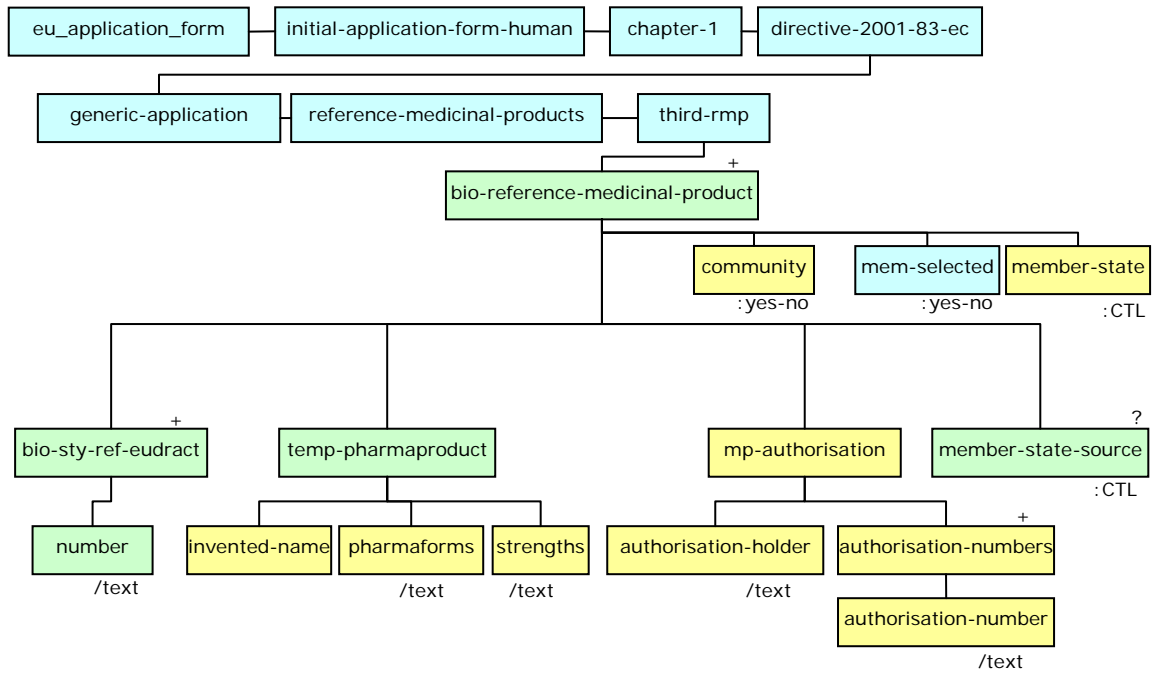 eu_application_form initial-application-form-human chapter-1 directive-2001-83-ec
generic-application reference-medicinal-products third-rmp
+
bio-reference-medicinal-product
community mem-selected member-state
:yes-no :yes-no :CTL
+ ?
bio-sty-ref-eudract temp-pharmaproduct mp-authorisation member-state-source
:CTL
+
number invented-name pharmaforms strengths authorisation-holder authorisation-numbers
/text /text /text /text
authorisation-number
/text